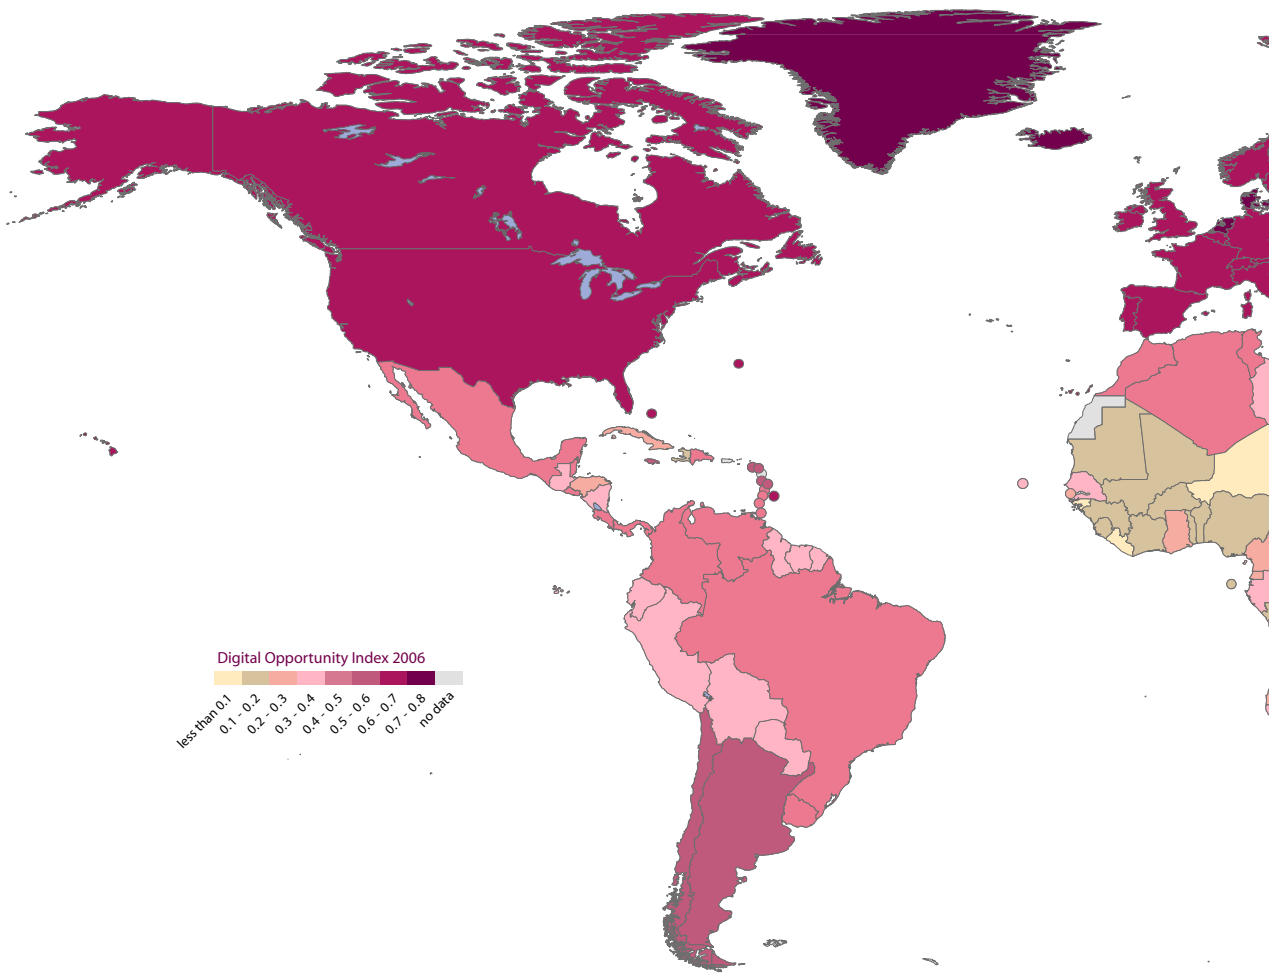 Digital Opportunity Index 2006
less than 0.1
0.1 - 0.2
0.2 - 0.3
0.3 - 0.4
0.4 - 0.5
0.5 - 0.6
0.6 - 0.7
0.7 - 0.8
no data